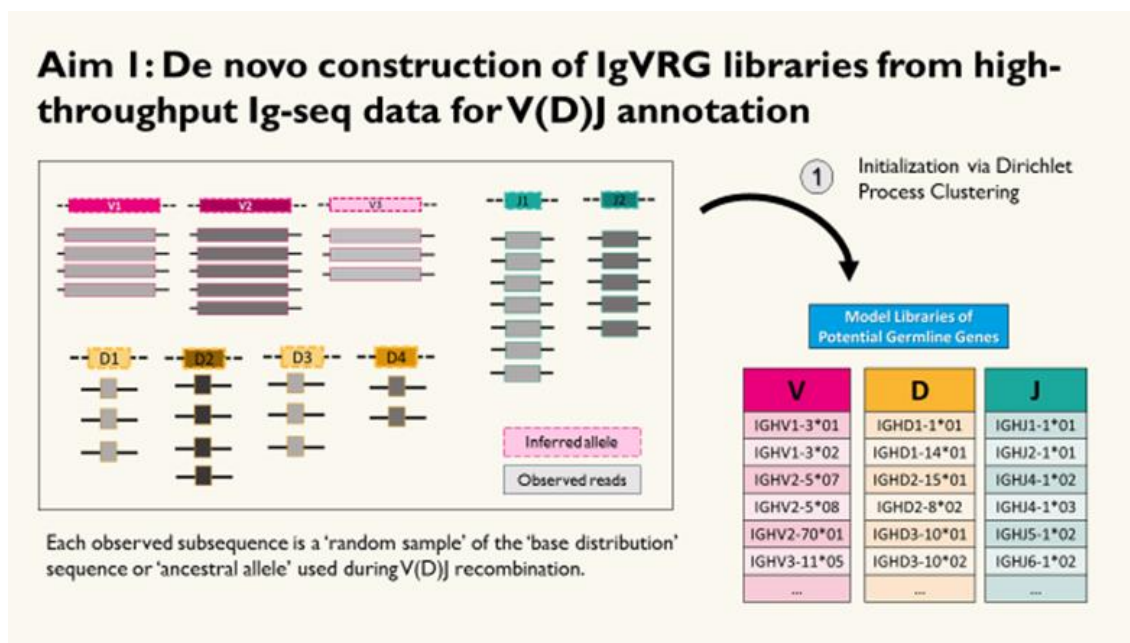 Aim 1: De novo construction of IgVRG libraries from high-
throughput Ig-seq data for V(D)J annotation
V1 V2 V3 J1 J2
D1 D2 D3 D4
Inferred allele
Observed reads
Each observed subsequence is a ‘random sample’ of the ‘base distribution’
sequence or ‘ancestral allele’ used during V(D)J recombination.
1
Initialization via Dirichlet
Process Clustering
Model Libraries of
Potential Germline Genes
V D J
IGHV1-3*01 IGHD1-1*01 IGHJ1-1*01
IGHV1-3*02 IGHD1-14*01 IGHJ2-1*01
IGHV2-5*07 IGHD2-15*01 IGHJ4-1*02
IGHV2-5*08 IGHD2-8*02 IGHJ4-1*03
IGHV2-70*01 IGHD3-10*01 IGHJ5-1*02
IGHV3-11*05 IGHD3-10*02 IGHJ6-1*02
... ... ...